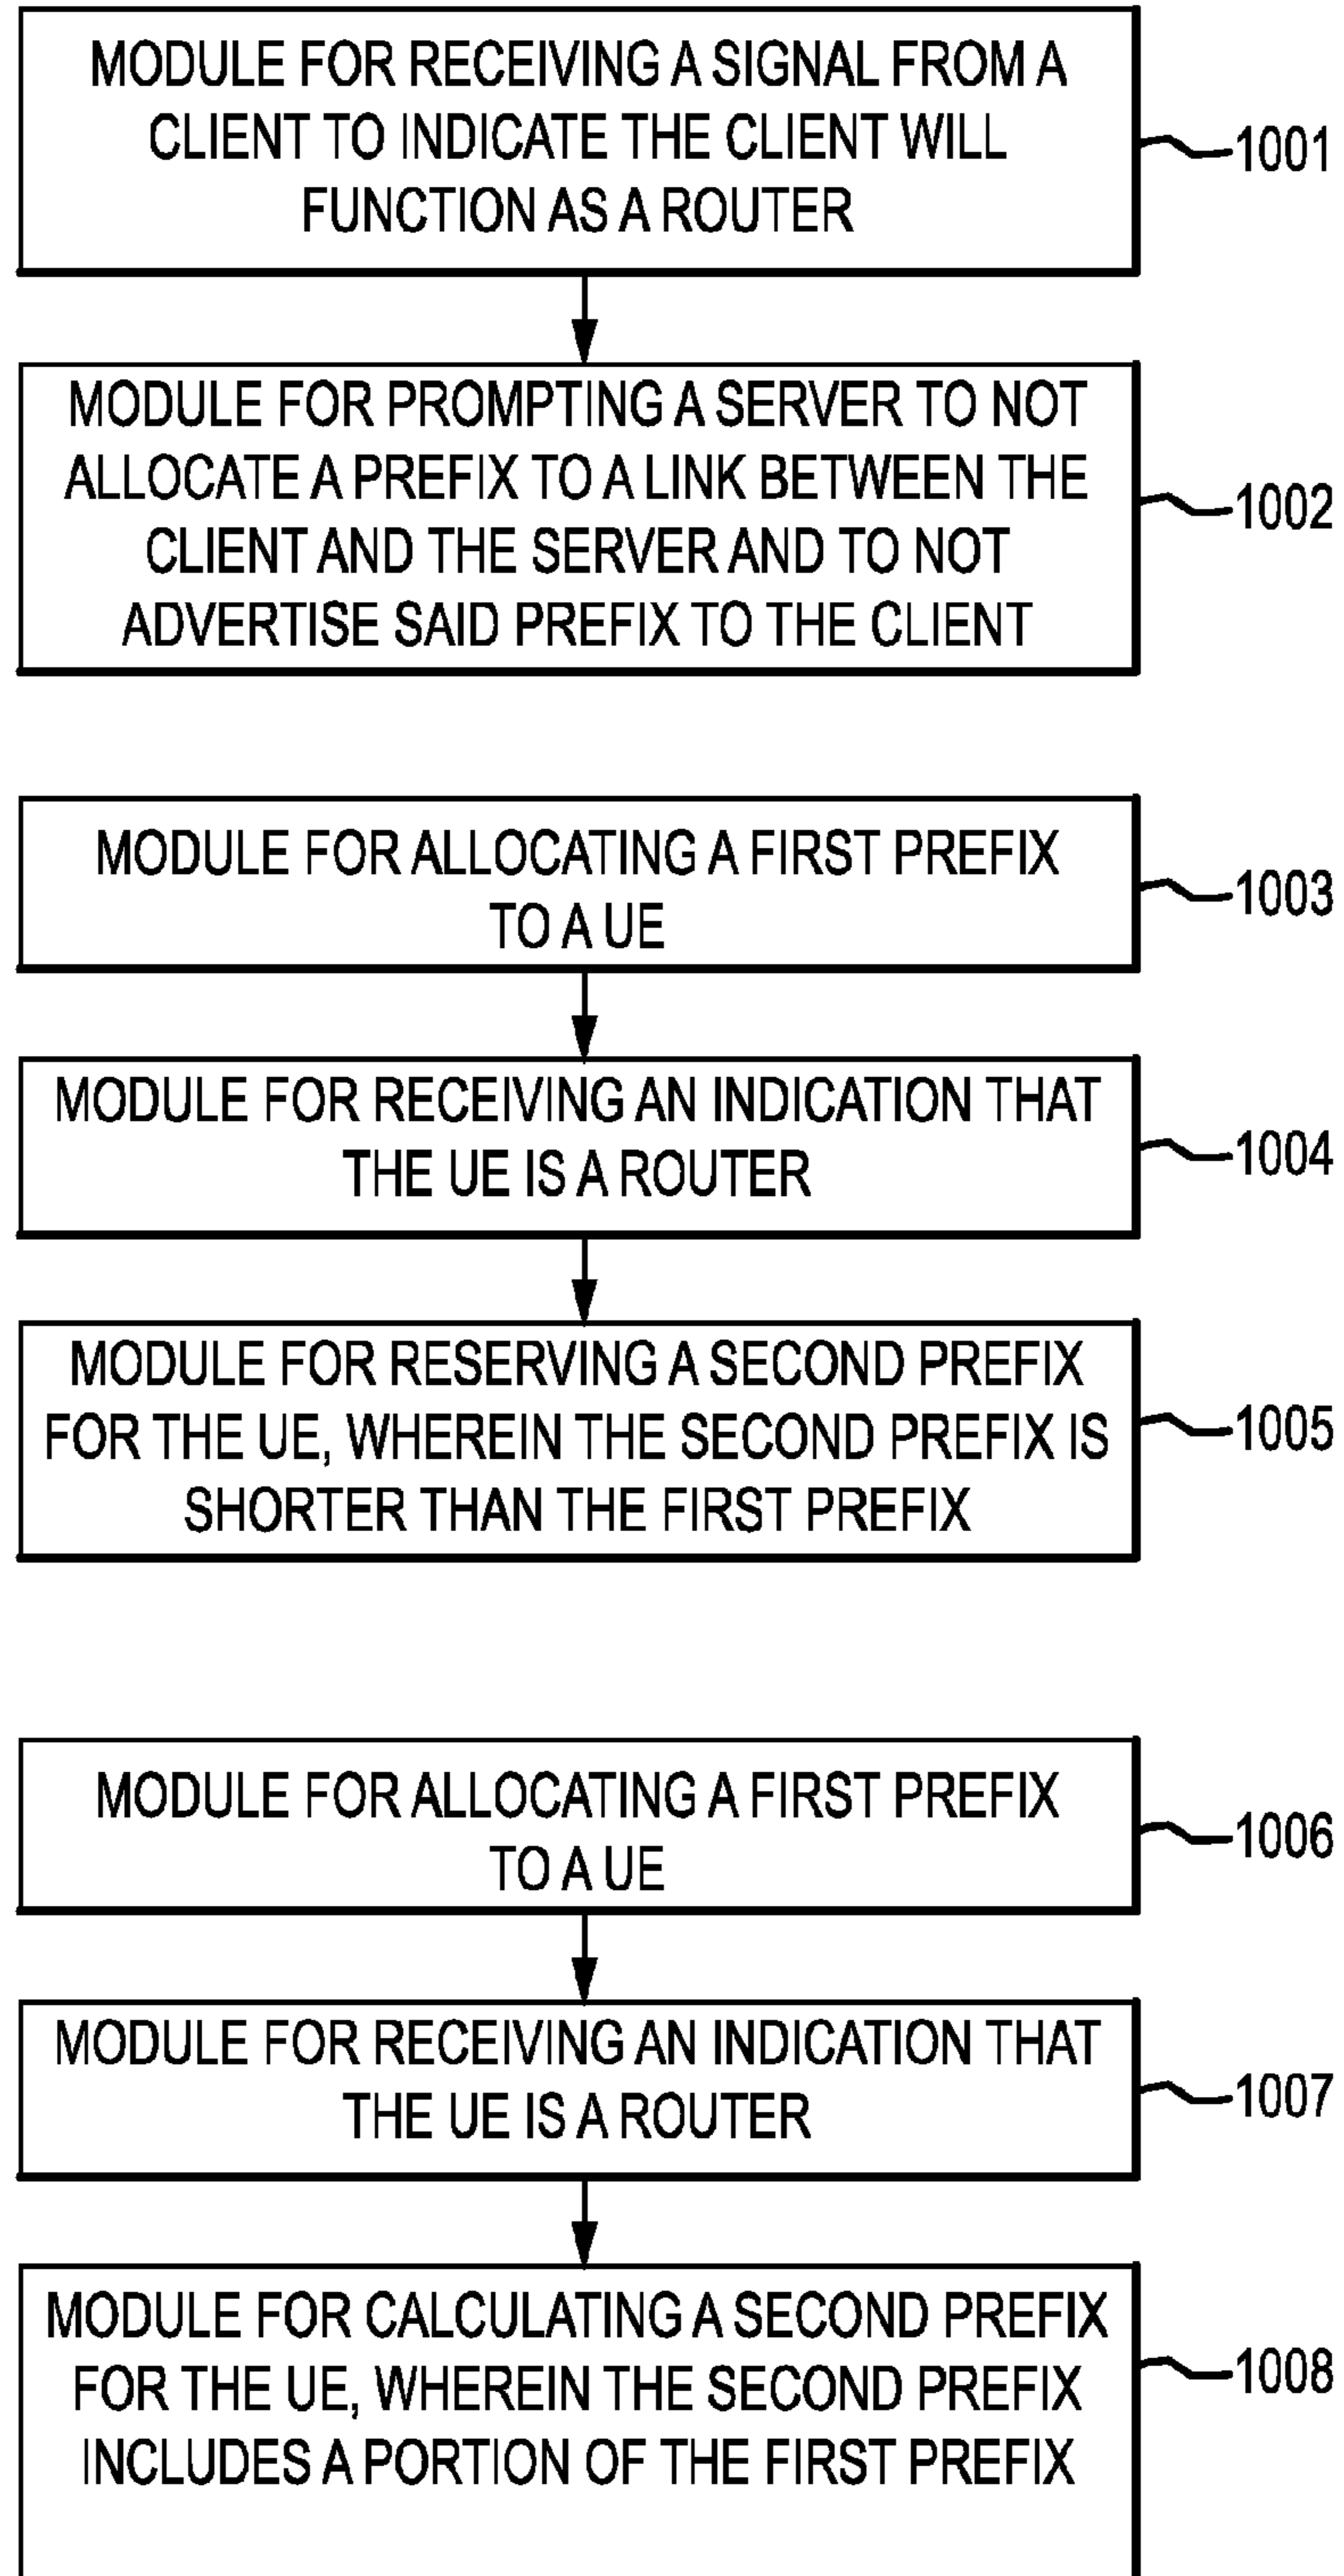 MODULE FOR RECEIVING A SIGNAL FROM A
CLIENT TO INDICATE THE CLIENT WILL
FUNCTION AS A ROUTER
1001
MODULE FOR PROMPTING A SERVER TO NOT
ALLOCATE A PREFIX TO A LINK BETWEEN THE
CLIENT AND THE SERVER AND TO NOT
ADVERTISE SAID PREFIX TO THE CLIENT
1002
MODULE FOR ALLOCATING A FIRST PREFIX
TO A UE
1003
MODULE FOR RECEIVING AN INDICATION THAT
THE UE IS A ROUTER
1004
MODULE FOR RESERVING A SECOND PREFIX
FOR THE UE, WHEREIN THE SECOND PREFIX IS
SHORTER THAN THE FIRST PREFIX
1005
MODULE FOR ALLOCATING A FIRST PREFIX
TO A UE
1006
MODULE FOR RECEIVING AN INDICATION THAT
THE UE IS A ROUTER
1007
MODULE FOR CALCULATING A SECOND PREFIX
FOR THE UE, WHEREIN THE SECOND PREFIX
INCLUDES A PORTION OF THE FIRST PREFIX
1008